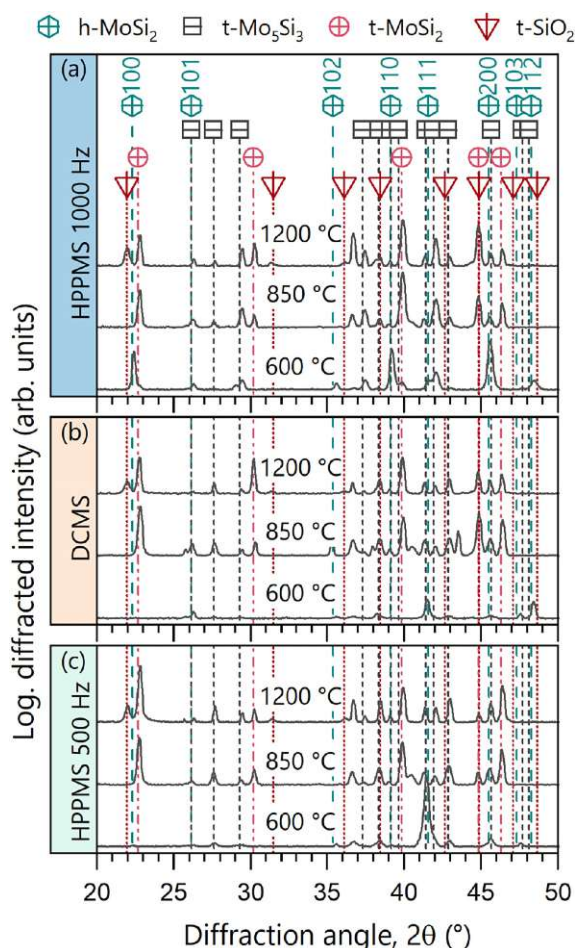 h-MoSi₂ t-Mo₅Si₃ t-MoSi₂ t-SiO₂
(a) 100 101 102 110 111 200 103 112
HPPMS 1000 Hz
1200 °C
850 °C
600 °C
(b)
DCMS
1200 °C
850 °C
600 °C
(c)
HPPMS 500 Hz
1200 °C
850 °C
600 °C
Log. diffracted intensity (arb. units)
20 25 30 35 40 45 50
Diffraction angle, 2θ (°)